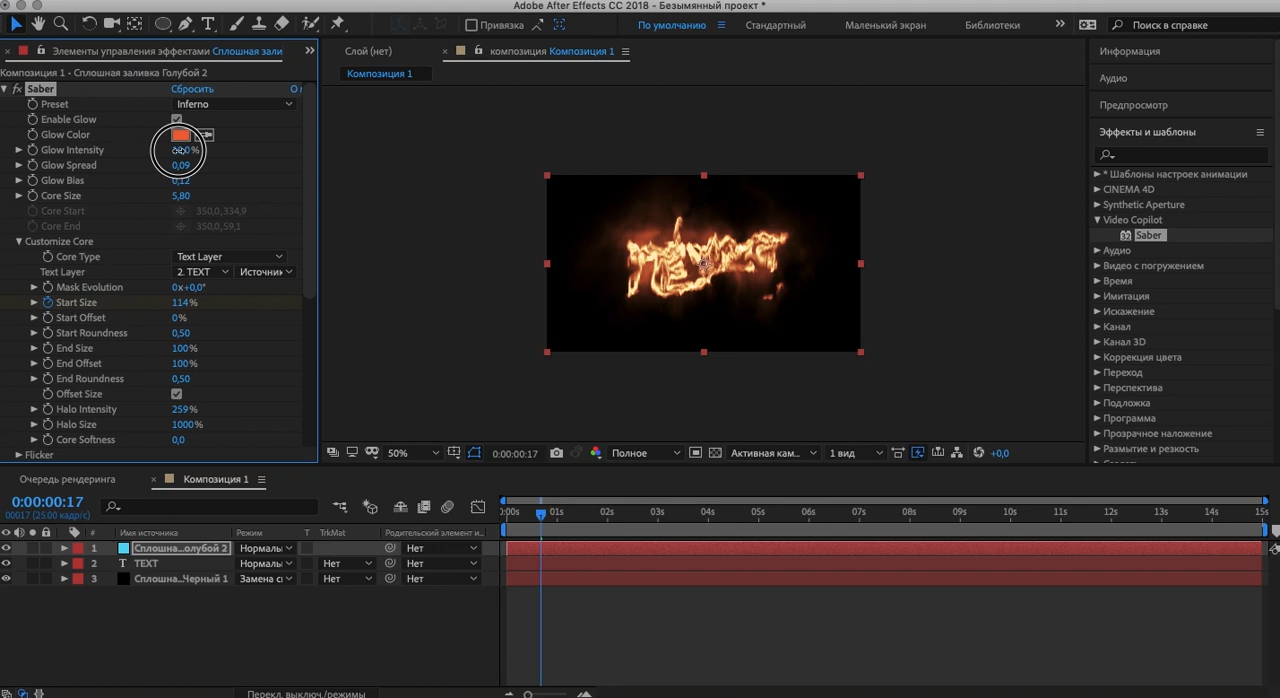 Adobe After Effects CC 2018 - Безымянный проект *
Привязка
По умолчанию
Стандартный
Маленький экран
Библиотеки
Поиск в справке
Элементы управления эффектами Сплошная зали
Композиция 1 • Сплошная заливка Голубой 2
fx Saber
Сбросить
Preset
Inferno
Enable Glow
Glow Color
Glow Intensity
Glow Spread
0,09
Glow Bias
0,12
Core Size
5,80
Core Start
350,0,334,9
Core End
350,0,59,1
Customize Core
Core Type
Text Layer
Text Layer
2. TEXT
Источник
Mask Evolution
0x+0,0°
Start Size
114%
Start Offset
0%
Start Roundness
0,50
End Size
100%
End Offset
100%
End Roundness
0,50
Offset Size
Halo Intensity
259%
Halo Size
1000%
Core Softness
0,0
Flicker
Слой (нет)
композиция Композиция 1
Композиция 1
50%
0:00:00:17
Полное
Активная кам...
1 вид
+0,0
Информация
Аудио
Предпросмотр
Эффекты и шаблоны
* Шаблоны настроек анимации
CINEMA 4D
Synthetic Aperture
Video Copilot
32 Saber
Аудио
Видео с погружением
Время
Имитация
Искажение
Канал
Канал 3D
Коррекция цвета
Переход
Перспектива
Подложка
Программа
Прозрачное наложение
Размытие и резкость
Очередь рендеринга
Композиция 1
0:00:00:17
00017 (25.00 кадр/с)
# Имя источника Режим T TrkMat Родительский элемент и...
):00s 01s 02s 03s 04s 05s 06s 07s 08s 09s 10s 11s 12s 13s 14s 15s
1 Сплошна...олубой 2 Нормалы Нет
2 T TEXT Нормалы Нет Нет
3 Сплошна...Черный 1 Замена сı Нет Нет
Перекл. выключ./режимы